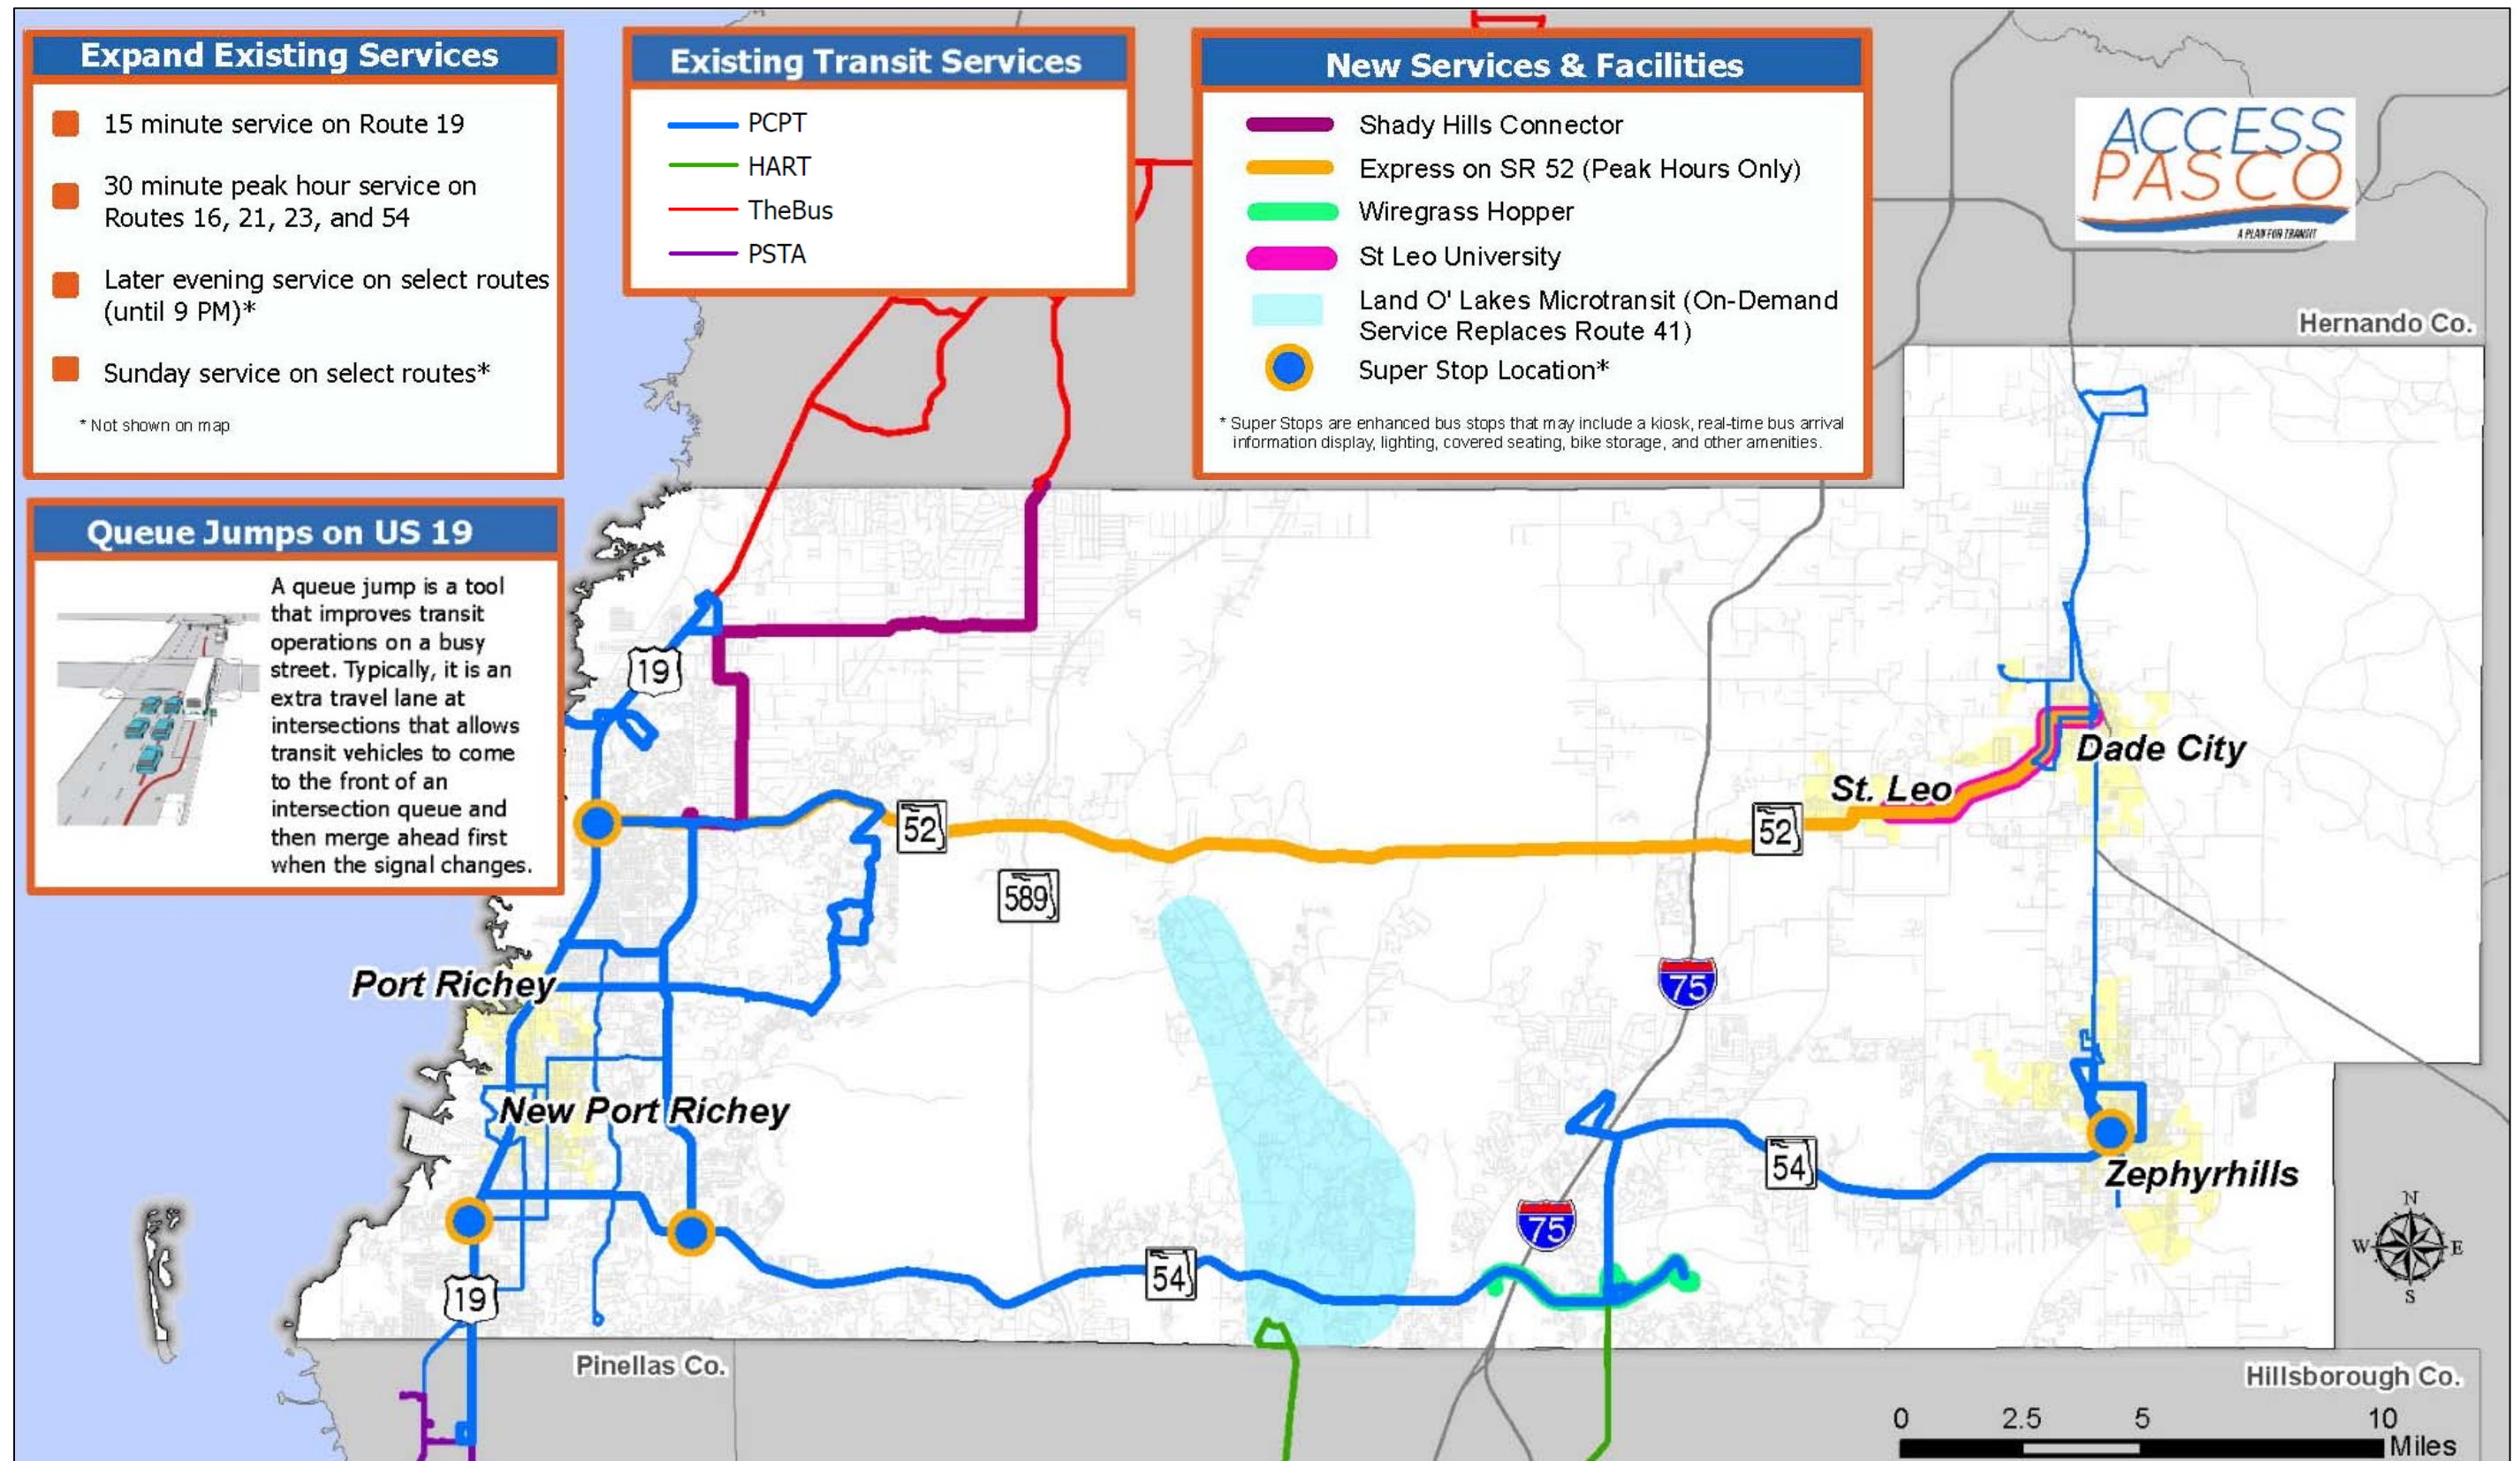 Expand Existing Services
15 minute service on Route 19
30 minute peak hour service on
Routes 16, 21, 23, and 54
Later evening service on select routes
(until 9 PM)*
Sunday service on select routes*
* Not shown on map
Queue Jumps on US 19
A queue jump is a tool
that improves transit
operations on a busy
street. Typically, it is an
extra travel lane at
intersections that allows
transit vehicles to come
to the front of an
intersection queue and
then merge ahead first
when the signal changes.
Existing Transit Services
PCPT
HART
TheBus
PSTA
New Services & Facilities
Shady Hills Connector
Express on SR 52 (Peak Hours Only)
Wiregrass Hopper
St Leo University
Land O' Lakes Microtransit (On-Demand
Service Replaces Route 41)
Super Stop Location*
* Super Stops are enhanced bus stops that may include a kiosk, real-time bus arrival
information display, lighting, covered seating, bike storage, and other amenities.
ACCESS
PASCO
A PLAN FOR TRANSIT
Hernando Co.
19
Dade City
St. Leo
52
52
589
Port Richey
75
New Port Richey
54
Zephyrhills
75
54
19
N
W
E
S
Pinellas Co.
Hillsborough Co.
0 2.5 5 10
Miles